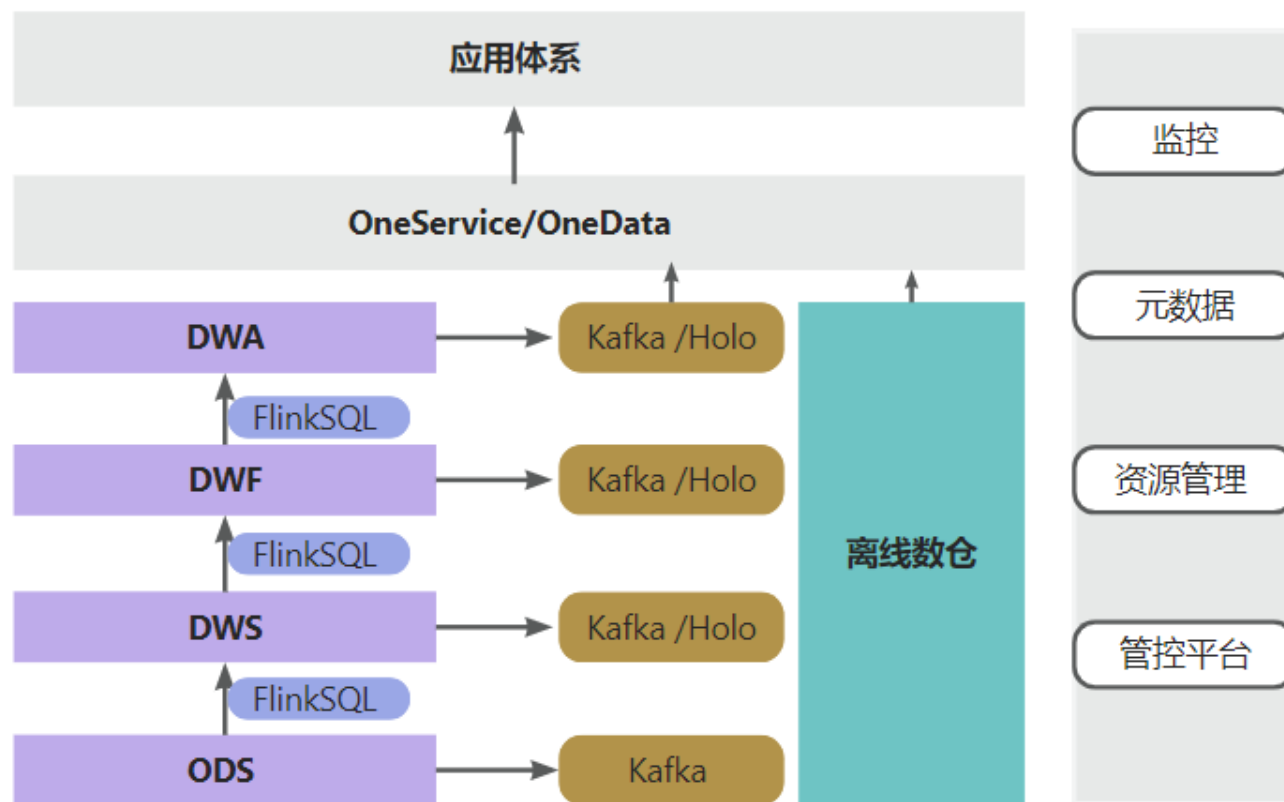 应用体系
OneService/OneData
DWA
Kafka /Holo
FlinkSQL
DWF
Kafka /Holo
FlinkSQL
DWS
Kafka /Holo
FlinkSQL
ODS
Kafka
离线数仓
监控
元数据
资源管理
管控平台